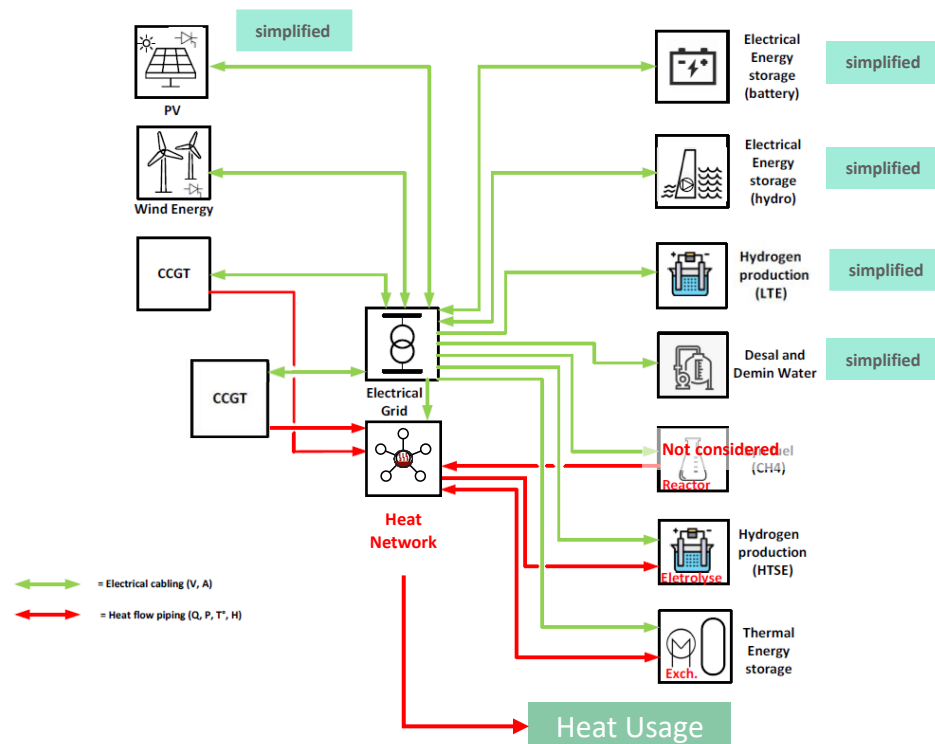 simplified
PV
Wind Energy
CCGT
CCGT
Electrical
Grid
Heat
Network
Electrical
Energy
storage
(battery)
simplified
Electrical
Energy
storage
(hydro)
simplified
Hydrogen
production
(LTE)
simplified
Desal and
Demin Water
simplified
Not considered
fuel
(CH4)
Reactor
Hydrogen
production
(HTSE)
Eletrolyse
Thermal
Energy
storage
Exch.
= Electrical cabling (V, A)
= Heat flow piping (Q, P, T°, H)
Heat Usage